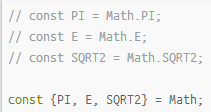 // const PI = Math.PI;
// const E = Math.E;
// const SQRT2 = Math.SQRT2;
const {PI, E, SQRT2} = Math;